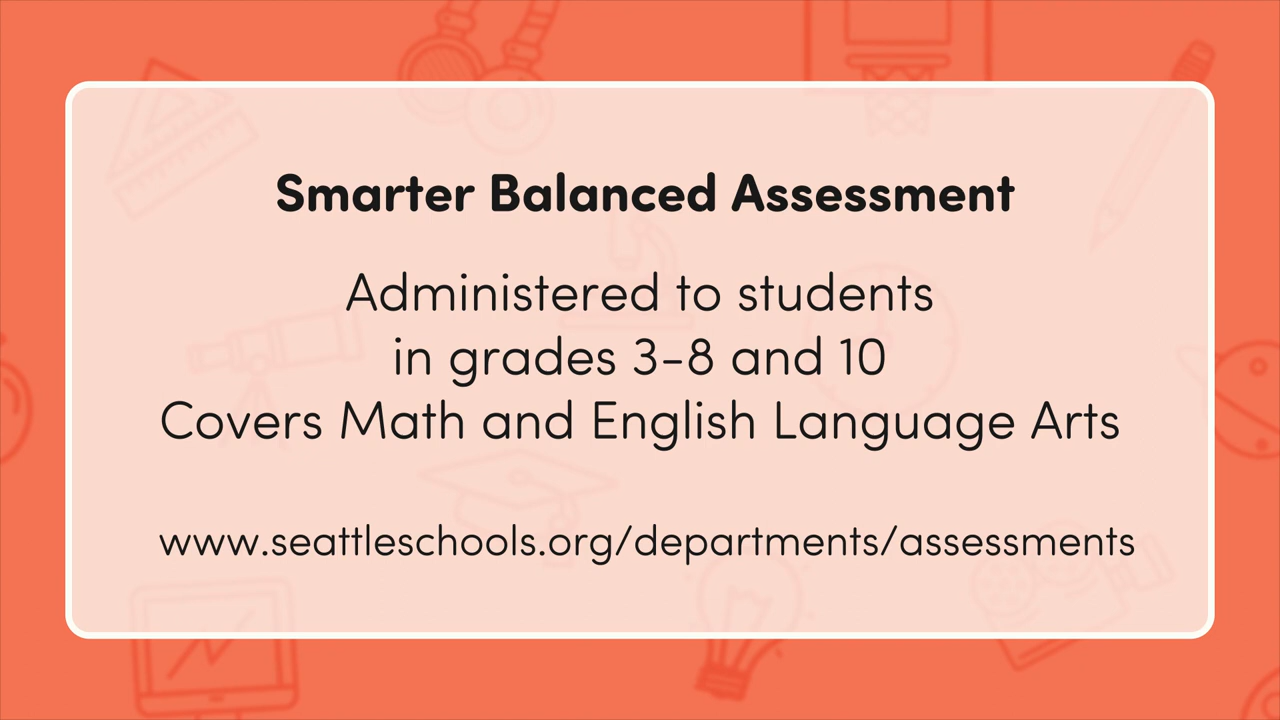 Smarter Balanced Assessment
Administered to students
in grades 3-8 and 10
Covers Math and English Language Arts
www.seattleschools.org/departments/assessments